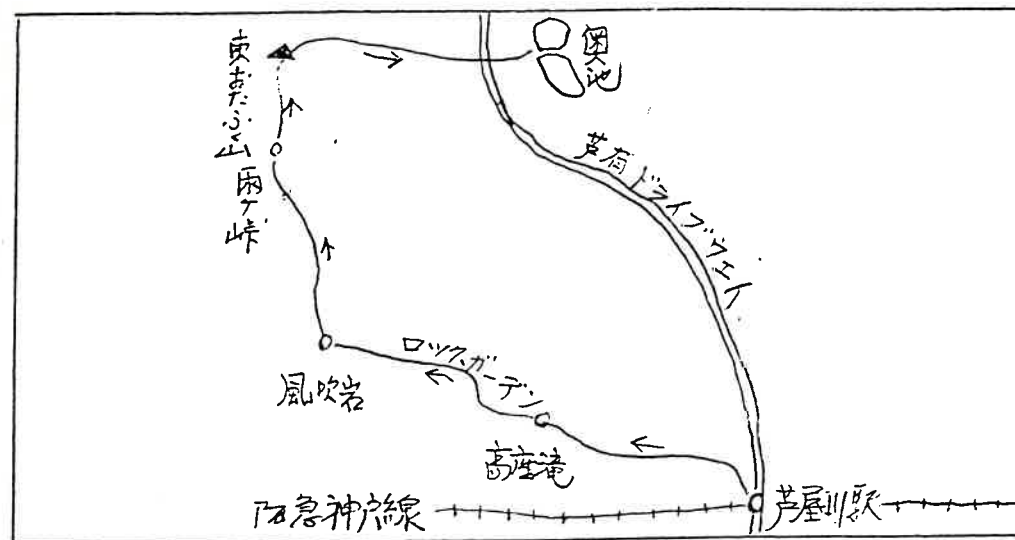 奥池
東おたふく山
芦有ドライブウェイ
雨ヶ峠
ロックガーデン
風吹岩
高座滝
阪急神戸線
芦屋川駅